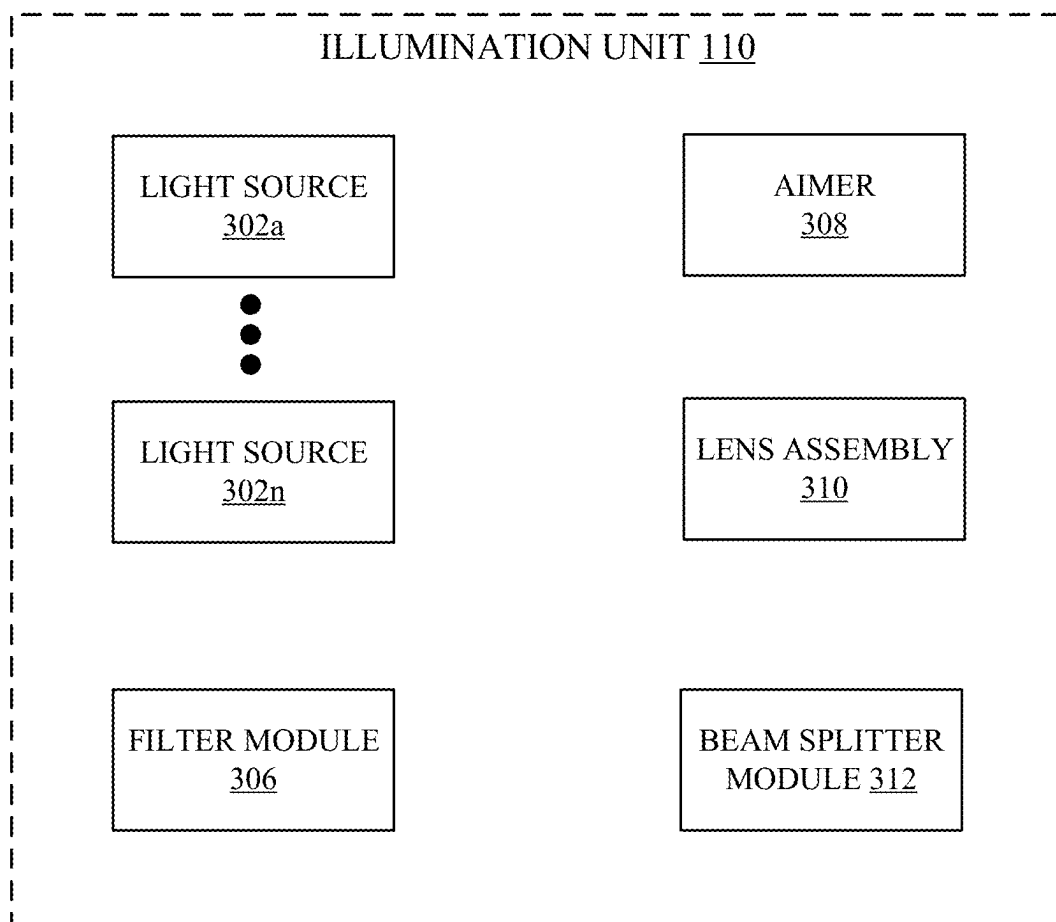 ILLUMINATION UNIT 110
LIGHT SOURCE
302a
AIMER
308
LIGHT SOURCE
302n
LENS ASSEMBLY
310
FILTER MODULE
306
BEAM SPLITTER
MODULE 312